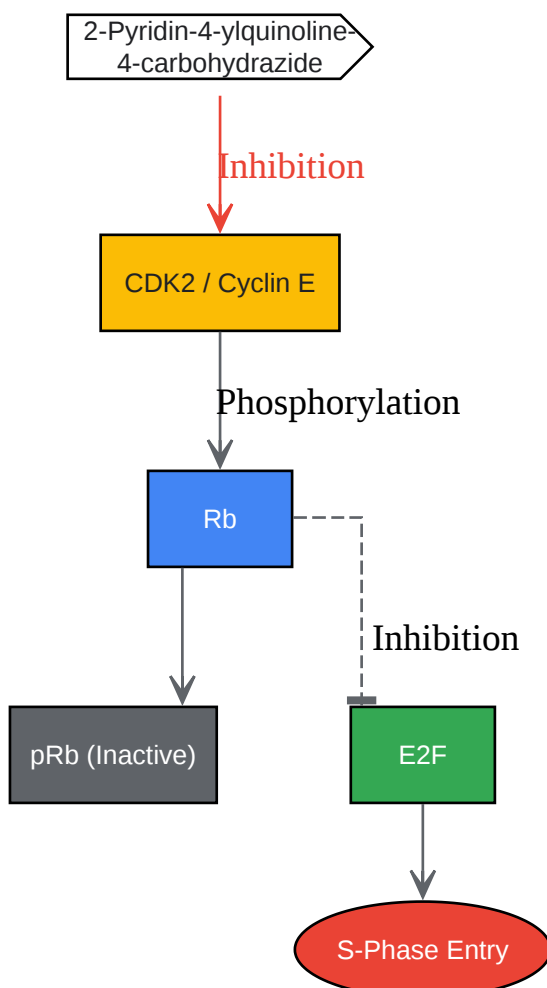 2-Pyridin-4-ylquinoline-
4-carbohydrazide
Inhibition
CDK2 / Cyclin E
Phosphorylation
Rb
Inhibition
pRb (Inactive)
E2F
S-Phase Entry